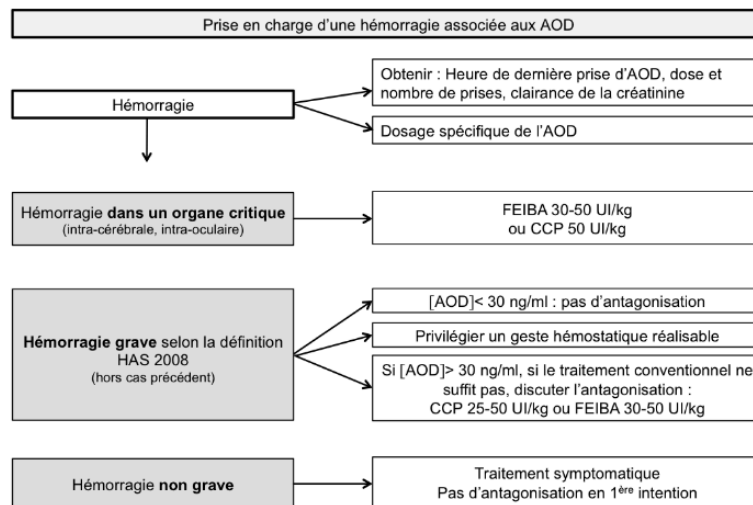 Prise en charge d'une hémorragie associée aux AOD
Hémorragie
Obtenir : Heure de dernière prise d'AOD, dose et
nombre de prises, clairance de la créatinine
Dosage spécifique de l'AOD
Hémorragie dans un organe critique
(intra-cérébrale, intra-oculaire)
FEIBA 30-50 UI/kg
ou CCP 50 UI/kg
Hémorragie grave selon la définition
HAS 2008
(hors cas précédent)
[AOD]< 30 ng/ml : pas d'antagonisation
Privilégier un geste hémostatique réalisable
Si [AOD]> 30 ng/ml, si le traitement conventionnel ne
suffit pas, discuter l'antagonisation :
CCP 25-50 UI/kg ou FEIBA 30-50 UI/kg
Hémorragie non grave
Traitement symptomatique
Pas d'antagonisation en 1ère intention